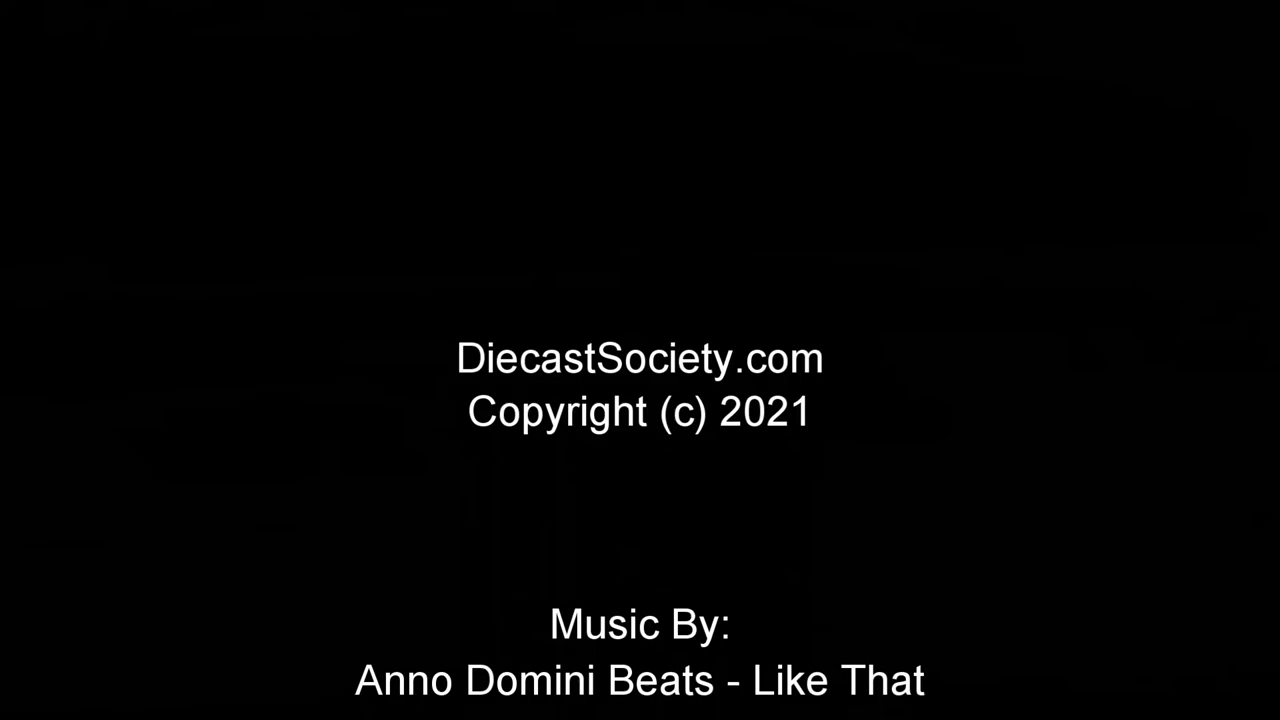 DiecastSociety.com
Copyright (c) 2021
Music By:
Anno Domini Beats - Like That